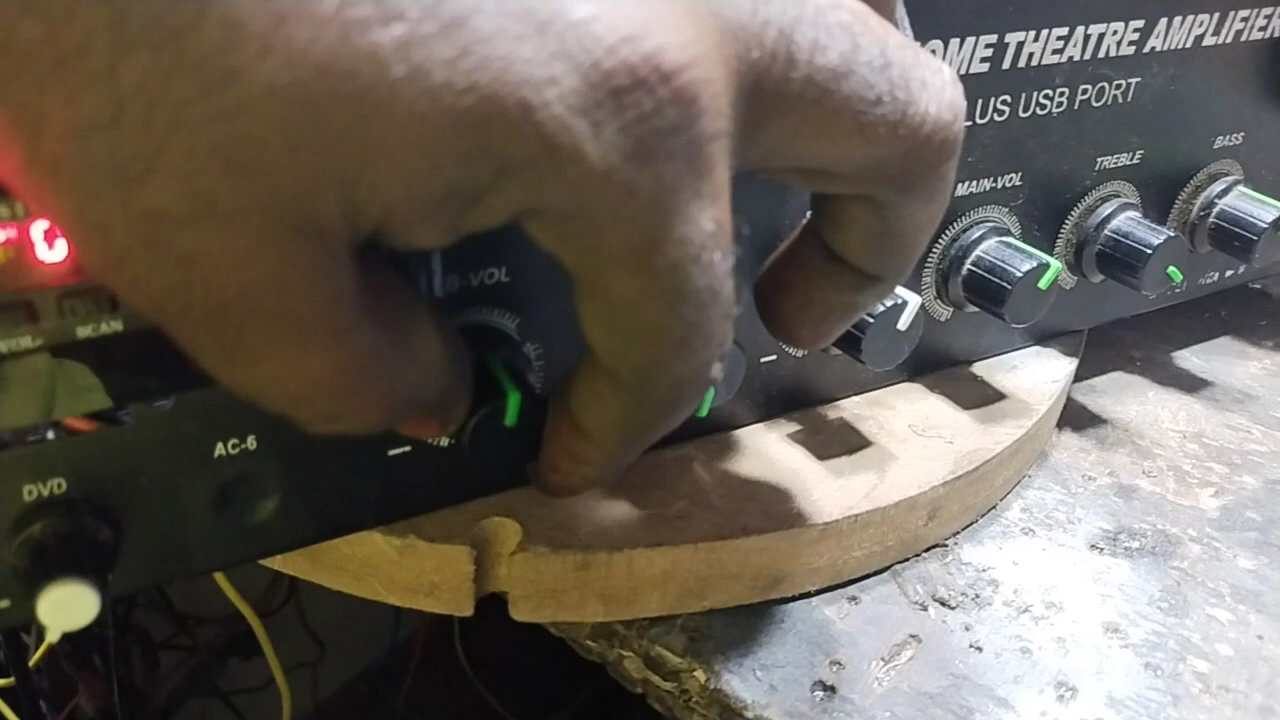 OME THEATRE AMPLIFIER
LUS USB PORT
BASS
TREBLE
MAIN-VOL
B-VOL
SCAN
AC-6
DVD